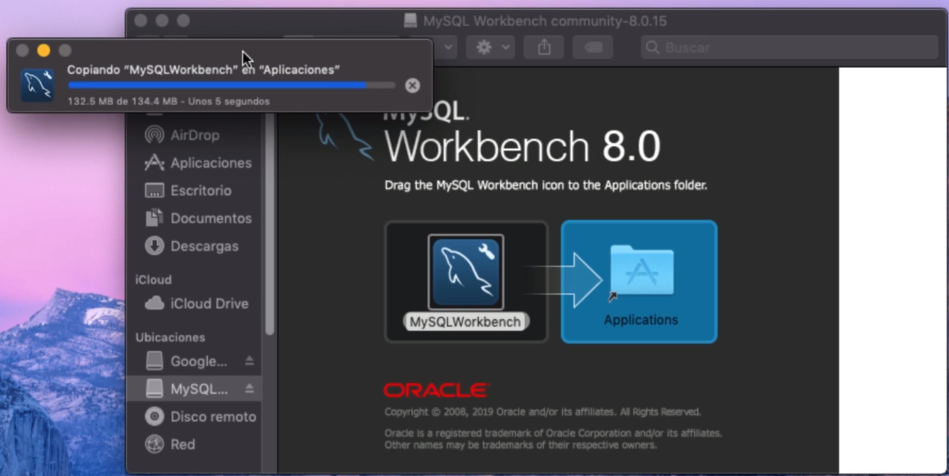 MySQL Workbench community-8.0.15
Buscar
Copiando “MySQLWorkbench” en “Aplicaciones”
132.5 MB de 134.4 MB - Unos 5 segundos
AirDrop
Aplicaciones
Escritorio
Documentos
Descargas
iCloud
iCloud Drive
Ubicaciones
Google...
MySQL...
Disco remoto
Red
MySQL.
Workbench 8.0
Drag the MySQL Workbench icon to the Applications folder.
MySQLWorkbench
Applications
ORACLE
Copyright © 2008, 2019 Oracle and/or its affiliates. All Rights Reserved.
Oracle is a registered trademark of Oracle Corporation and/or its affiliates.
Other names may be trademarks of their respective owners.